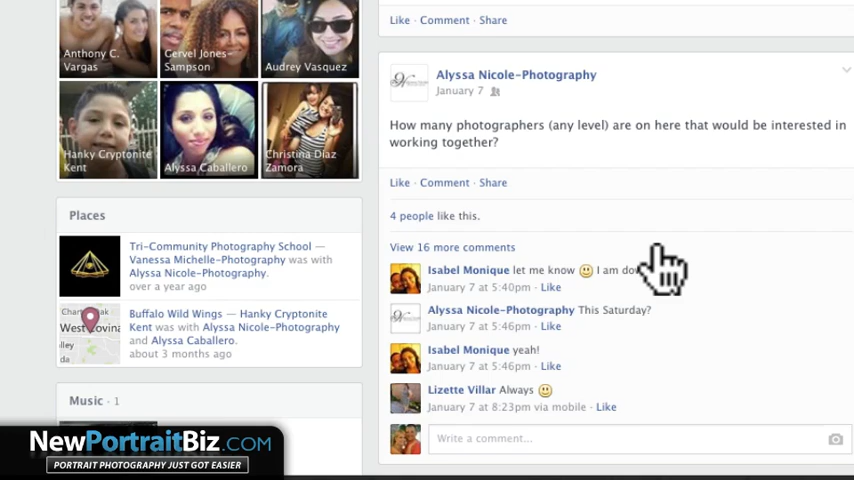 Anthony C.
Vargas
Cervel Jones-
Sampson
Audrey Vasquez
Hanky Cryptonite
Kent
Alyssa Caballero
Christina Diaz
Zamora
Places
Tri-Community Photography School —
Vanessa Michelle-Photography was with
Alyssa Nicole-Photography.
over a year ago
Buffalo Wild Wings — Hanky Cryptonite
Kent was with Alyssa Nicole-Photography
and Alyssa Caballero.
about 3 months ago
Music · 1
Like · Comment · Share
Alyssa Nicole-Photography
January 7
How many photographers (any level) are on here that would be interested in
working together?
Like · Comment · Share
4 people like this.
View 16 more comments
Isabel Monique let me know I am
January 7 at 5:40pm · Like
Alyssa Nicole-Photography This Saturday?
January 7 at 5:46pm · Like
Isabel Monique yeah!
January 7 at 5:46pm · Like
Lizette Villar Always
January 7 at 8:23pm via mobile · Like
Write a comment...
NewPortraitBiz.com
PORTRAIT PHOTOGRAPHY JUST GOT EASIER